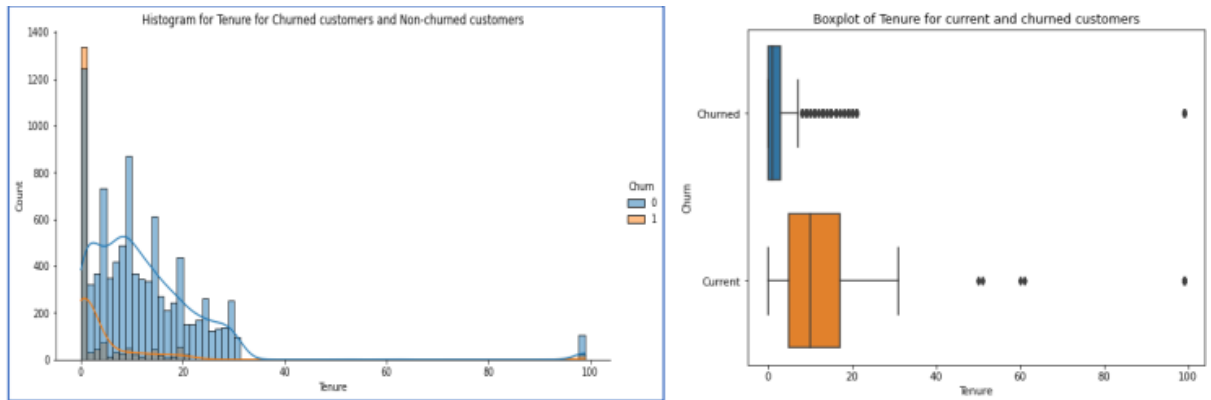 Histogram for Tenure for Churned customers and Non-churned customers
1400
1200
1000
800
600
400
200
0
Count
0 20 40 60 80 100
Tenure
Churn
0
1
Boxplot of Tenure for current and churned customers
Churned
Current
Churn
0 20 40 60 80 100
Tenure